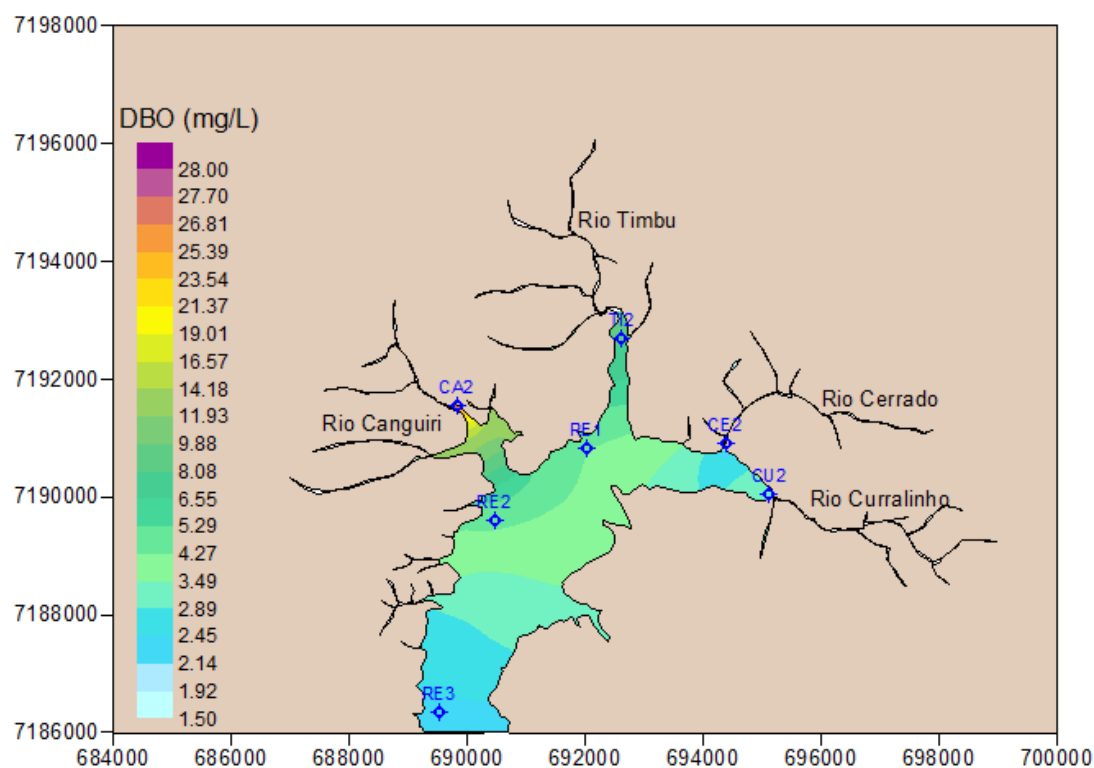 7198000
DBO (mg/L)
7196000
28.00
27.70
26.81
25.39
23.54
21.37
19.01
16.57
14.18
11.93
9.88
8.08
6.55
5.29
4.27
3.49
2.89
2.45
2.14
1.92
1.50
Rio Timbu
7194000
TI2
7192000
CA2
Rio Canguiri
Rio Cerrado
RE1
CE2
CU2
7190000
RE2
Rio Curralinho
7188000
RE3
7186000
684000 686000 688000 690000 692000 694000 696000 698000 700000